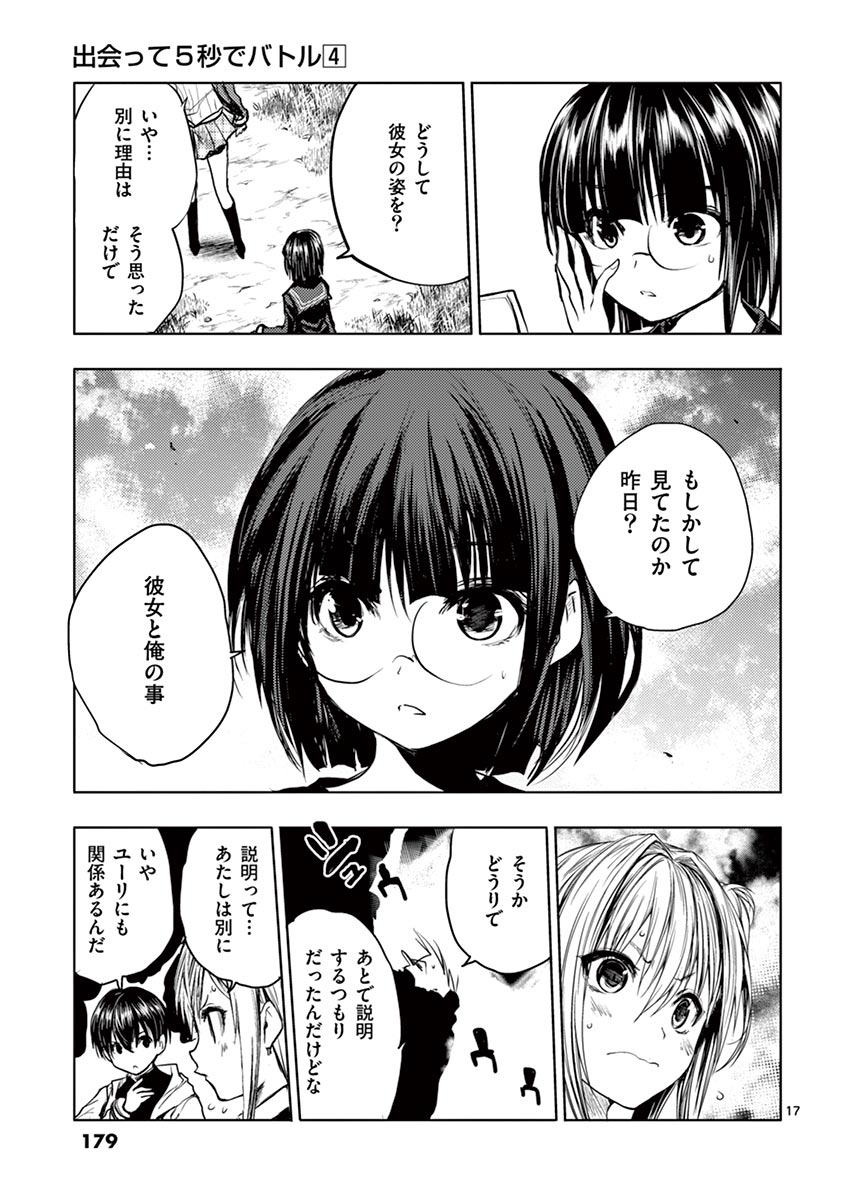 出会って5秒でバトル4
どうして
彼女の姿を?
いや…
別に理由は
そう思った
だけで
もしかして
見てたのか
昨日?
彼女と俺の事
そうか
どうりで
ニュッ
あとで説明
するつもり
だったんだけどな
説明って…
あたしは別に
いや
ユーリにも
関係あるんだ
17
179